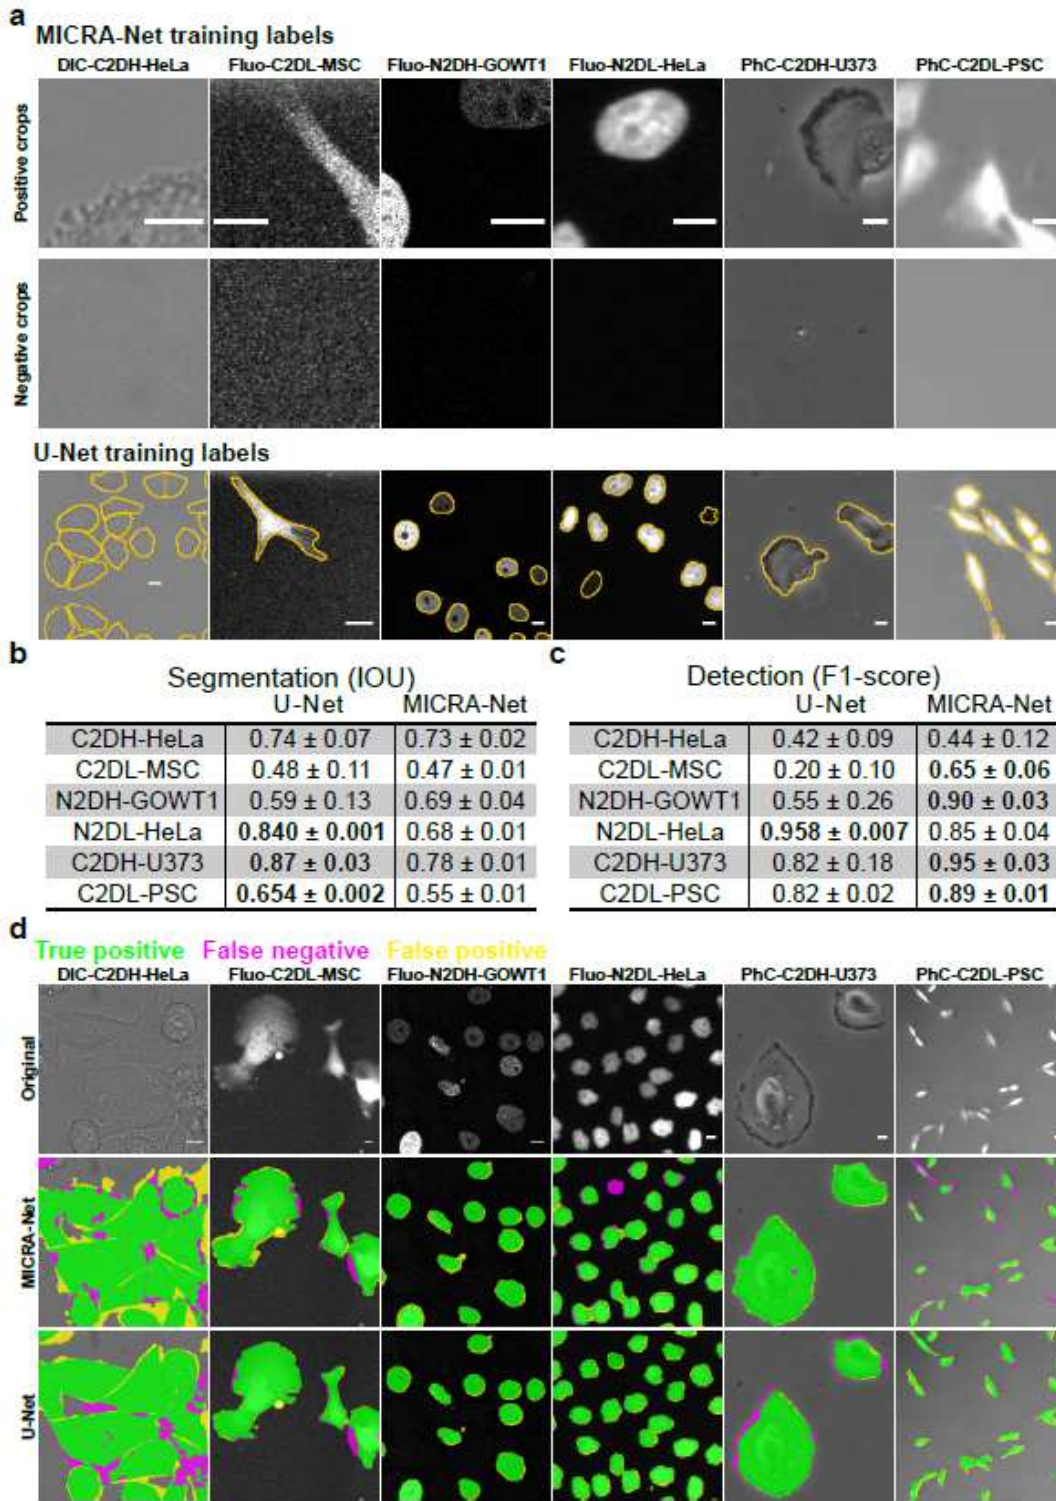 a
MICRA-Net training labels
DIC-C2DH-HeLa Fluo-C2DL-MSC Fluo-N2DH-GOWT1 Fluo-N2DL-HeLa PhC-C2DH-U373 PhC-C2DL-PSC
Positive crops
Negative crops
U-Net training labels
b
Segmentation (IOU)
U-Net MICRA-Net
C2DH-HeLa 0.74 ± 0.07 0.73 ± 0.02
C2DL-MSC 0.48 ± 0.11 0.47 ± 0.01
N2DH-GOWT1 0.59 ± 0.13 0.69 ± 0.04
N2DL-HeLa 0.840 ± 0.001 0.68 ± 0.01
C2DH-U373 0.87 ± 0.03 0.78 ± 0.01
C2DL-PSC 0.654 ± 0.002 0.55 ± 0.01
c
Detection (F1-score)
U-Net MICRA-Net
C2DH-HeLa 0.42 ± 0.09 0.44 ± 0.12
C2DL-MSC 0.20 ± 0.10 0.65 ± 0.06
N2DH-GOWT1 0.55 ± 0.26 0.90 ± 0.03
N2DL-HeLa 0.958 ± 0.007 0.85 ± 0.04
C2DH-U373 0.82 ± 0.18 0.95 ± 0.03
C2DL-PSC 0.82 ± 0.02 0.89 ± 0.01
d
True positive False negative False positive
DIC-C2DH-HeLa Fluo-C2DL-MSC Fluo-N2DH-GOWT1 Fluo-N2DL-HeLa PhC-C2DH-U373 PhC-C2DL-PSC
Original
MICRA-Net
U-Net